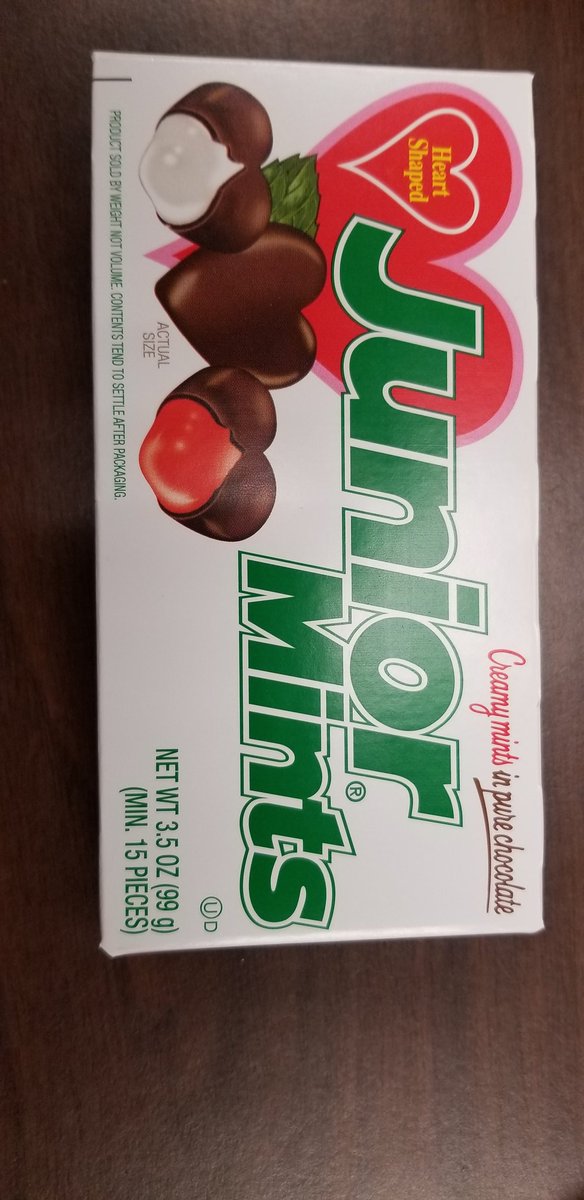 Creamy mints in pure chocolate
Heart
Shaped
Junior
Mints®
ACTUAL
SIZE
U D
NET WT 3.5 OZ (99 g)
(MIN. 15 PIECES)
PRODUCT SOLD BY WEIGHT NOT VOLUME. CONTENTS TEND TO SETTLE AFTER PACKAGING.